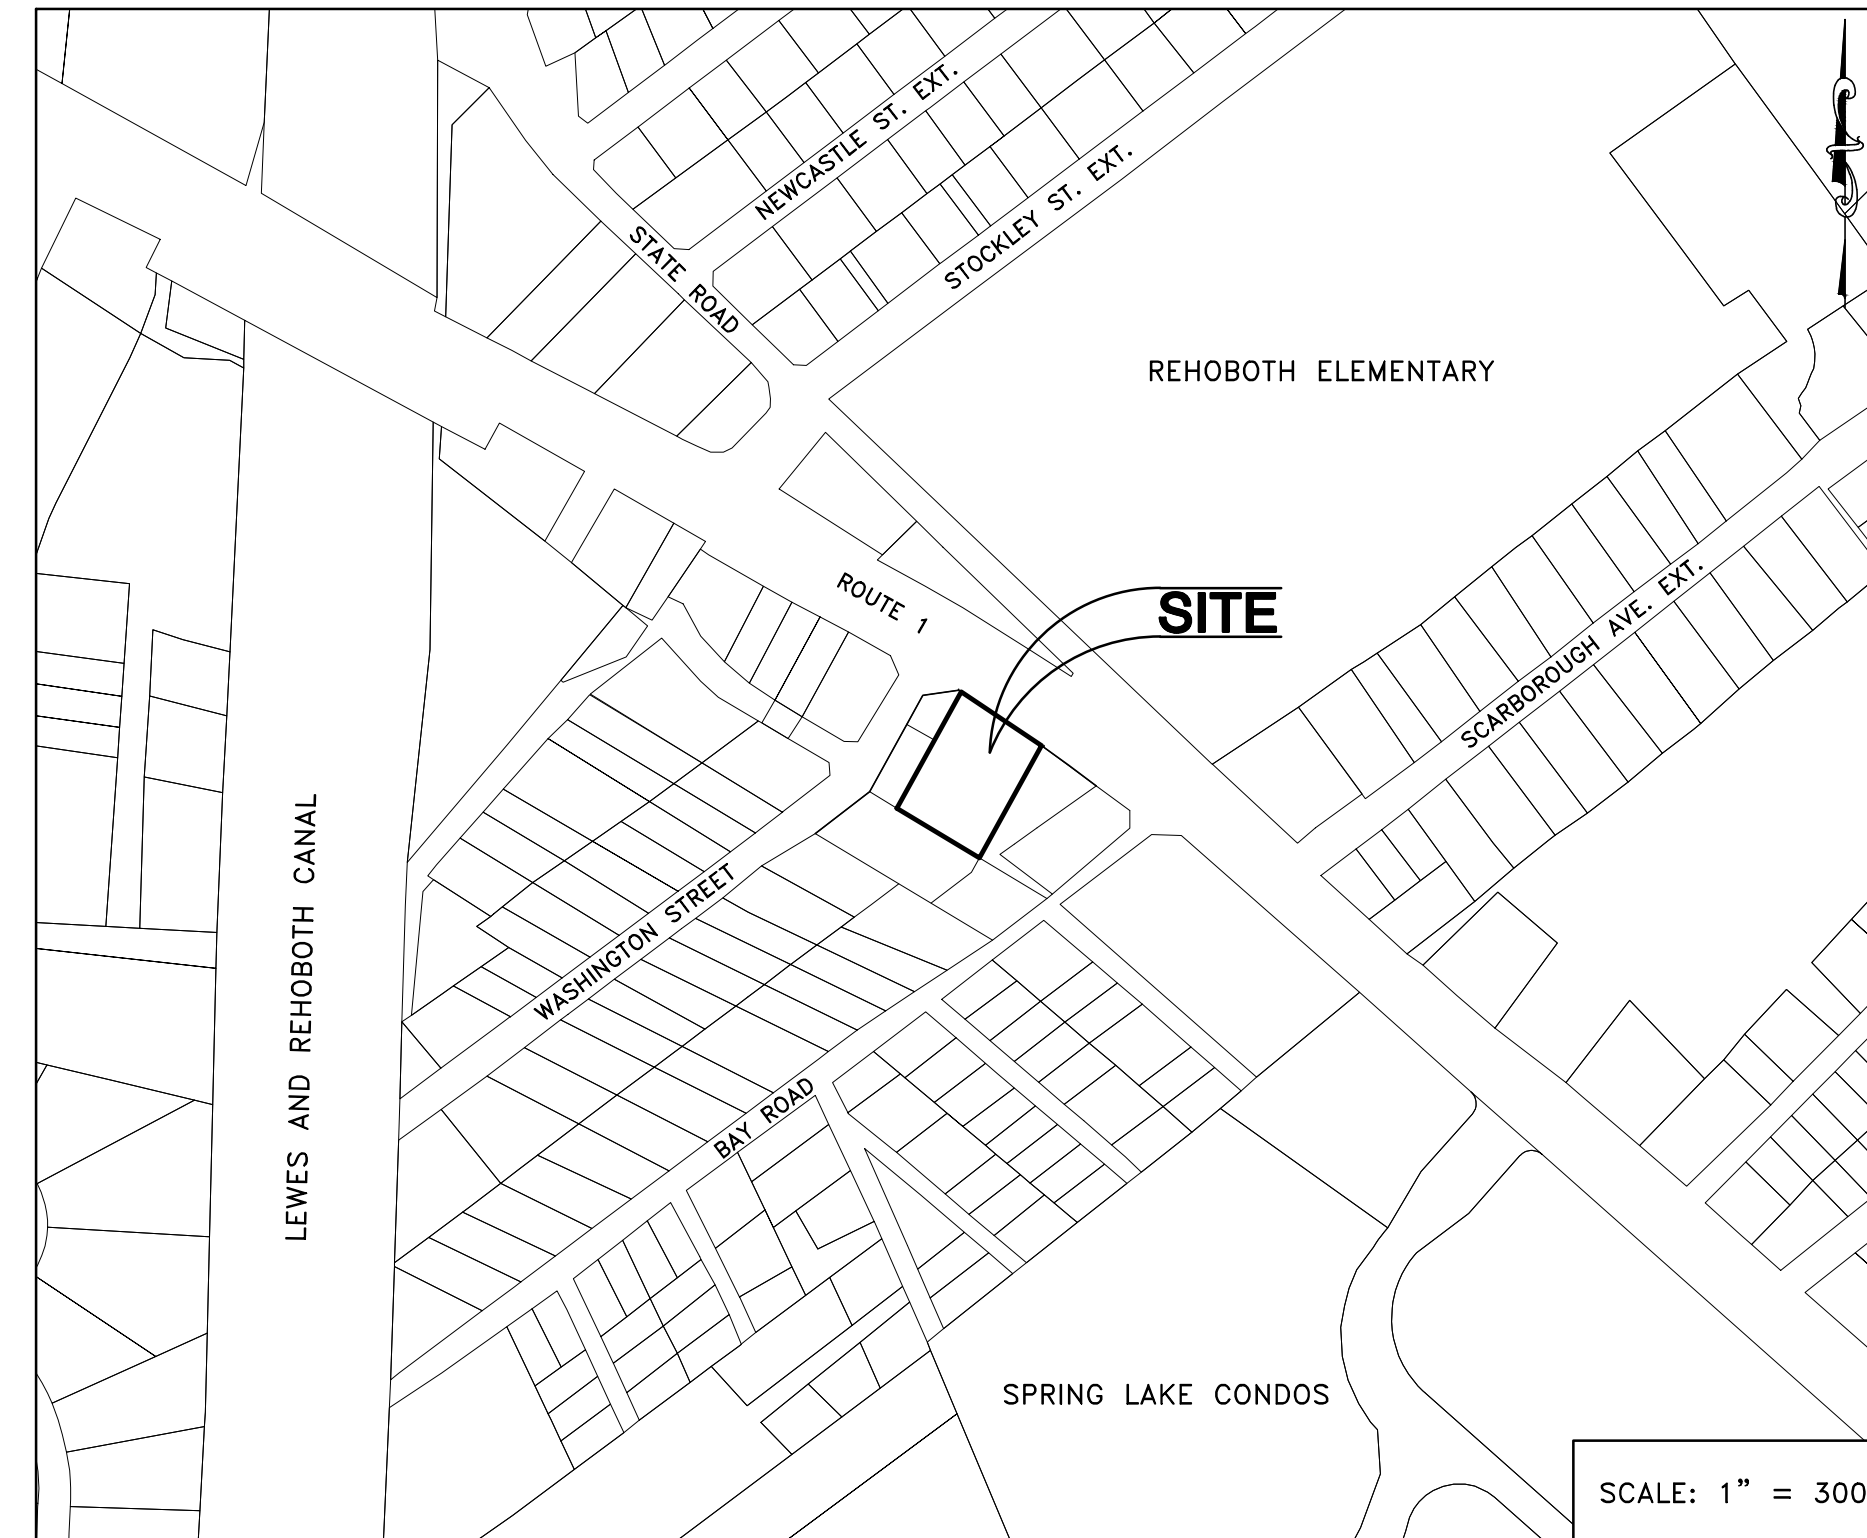 NEWCASTLE ST. EXT.
STOCKLEY ST. EXT.
STATE ROAD
REHOBOTH ELEMENTARY
ROUTE 1
SITE
SCARBOROUGH AVE. EXT.
LEWES AND REHOBOTH CANAL
WASHINGTON STREET
BAY ROAD
SPRING LAKE CONDOS
SCALE: 1” = 300